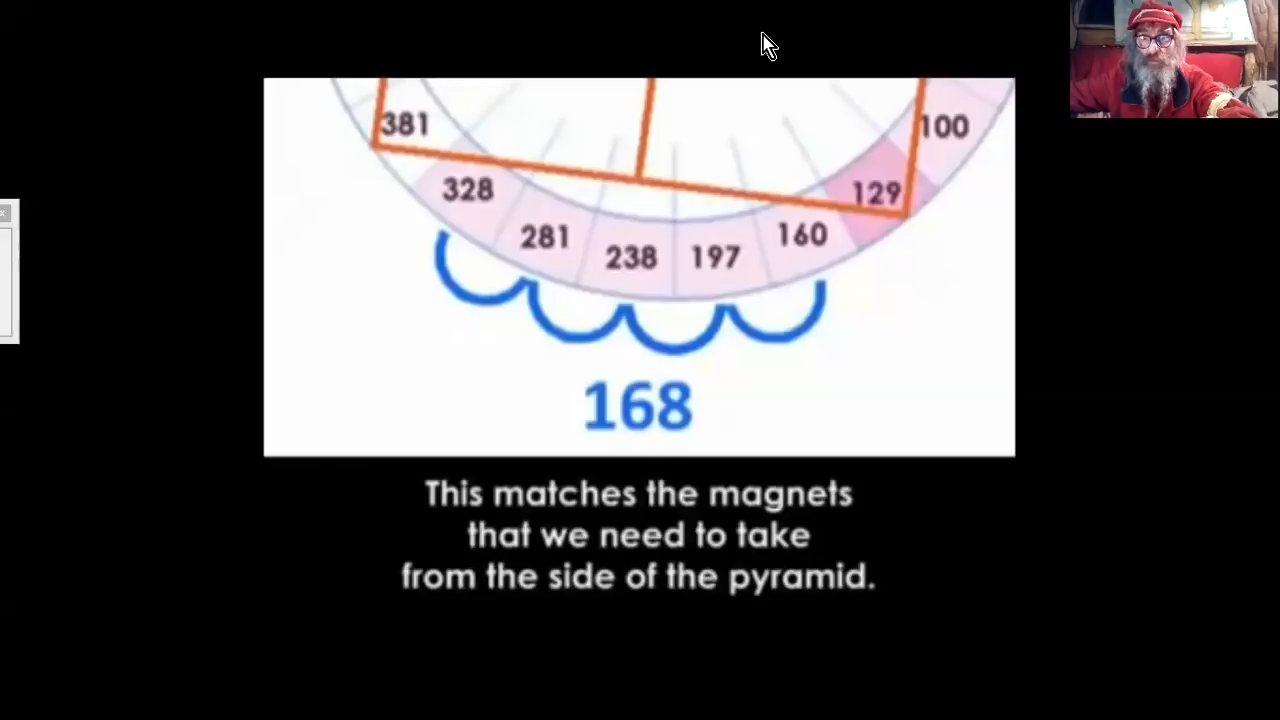 381
100
328
129
281
160
238
197
168
This matches the magnets
that we need to take
from the side of the pyramid.
x